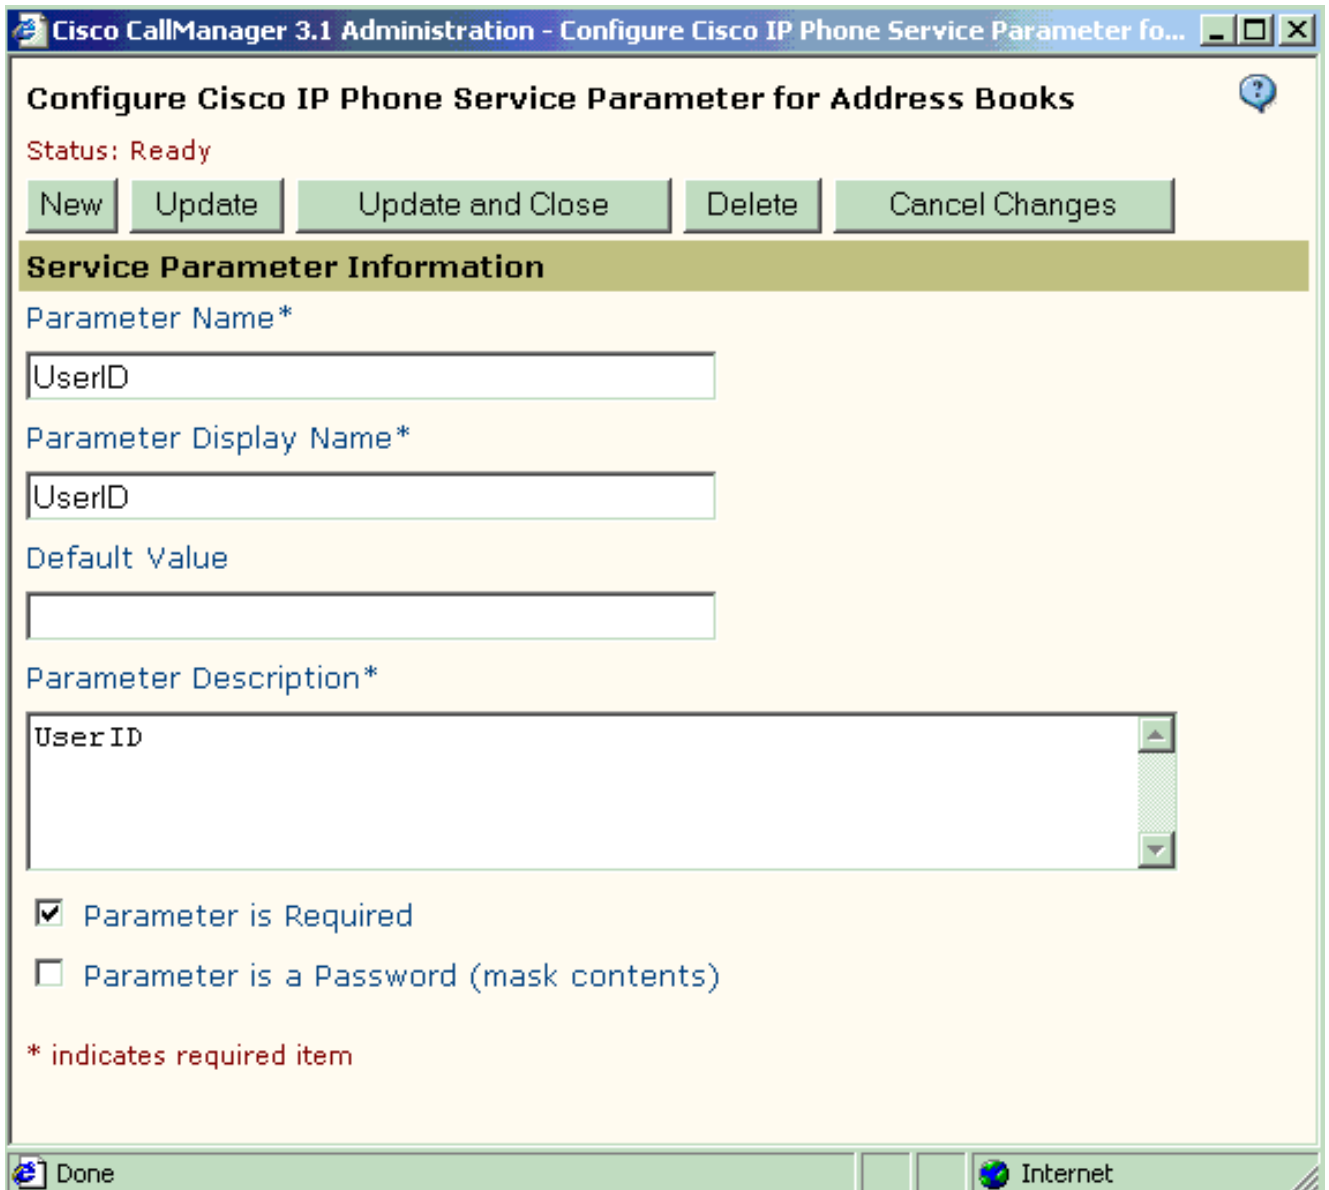 Cisco CallManager 3.1 Administration - Configure Cisco IP Phone Service Parameter fo...
Configure Cisco IP Phone Service Parameter for Address Books
Status: Ready
New Update Update and Close Delete Cancel Changes
Service Parameter Information
Parameter Name*
UserID
Parameter Display Name*
UserID
Default Value
Parameter Description*
UserID
Parameter is Required
Parameter is a Password (mask contents)
* indicates required item
Done Internet